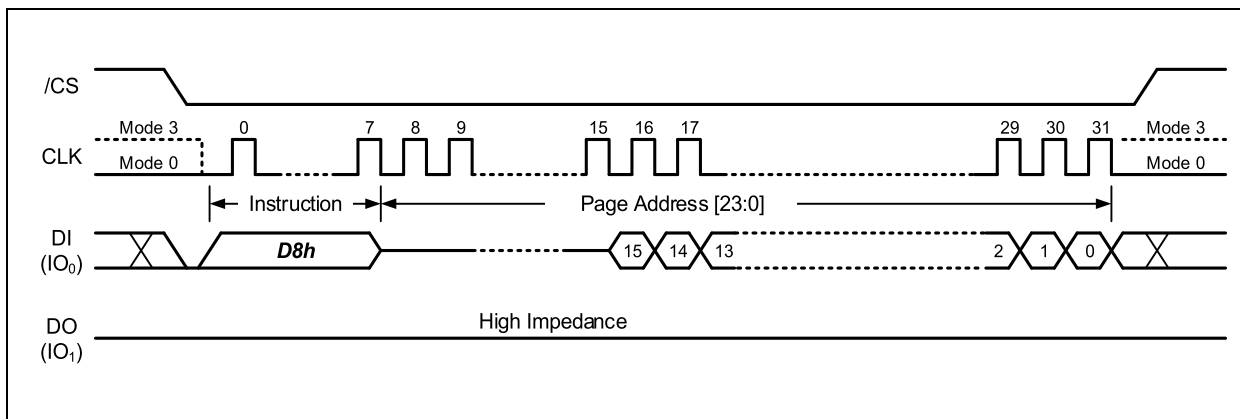 /CS
Mode 3 0 7 8 9 15 16 17 29 30 31 Mode 3
CLK
Mode 0 Mode 0
Instruction Page Address [23:0]
DI
(IO₀)
D8h 15 14 13 2 1 0
High Impedance
DO
(IO₁)